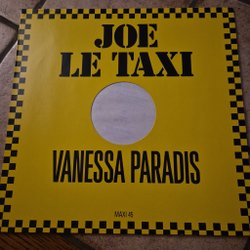 JOE
LE TAXI
VANESSA PARADIS
MAXI 45